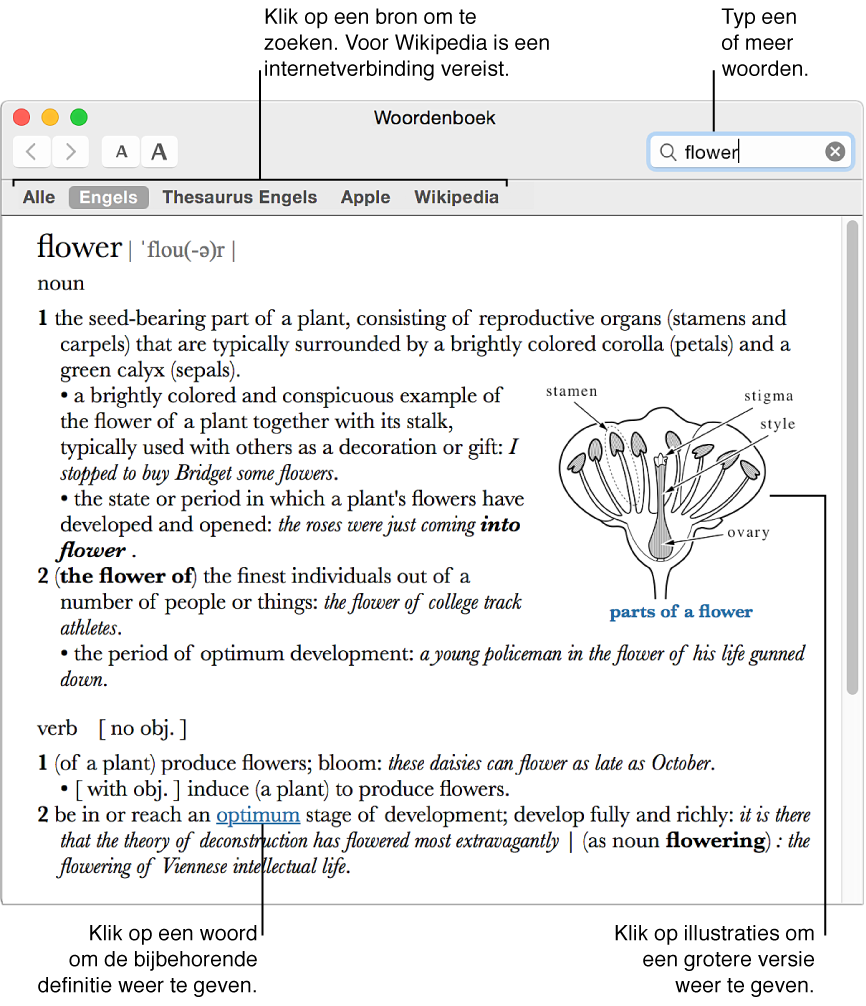 Klik op een bron om te
zoeken. Voor Wikipedia is een
internetverbinding vereist.
Typ een
of meer
woorden.
Woordenboek
A A
flower
Alle Engels Thesaurus Engels Apple Wikipedia
flower | ˈflou(-ə)r |
noun
1 the seed-bearing part of a plant, consisting of reproductive organs (stamens and
carpels) that are typically surrounded by a brightly colored corolla (petals) and a
green calyx (sepals).
• a brightly colored and conspicuous example of
the flower of a plant together with its stalk,
typically used with others as a decoration or gift: I
stopped to buy Bridget some flowers.
• the state or period in which a plant's flowers have
developed and opened: the roses were just coming into
flower .
2 (the flower of) the finest individuals out of a
number of people or things: the flower of college track
athletes.
• the period of optimum development: a young policeman in the flower of his life gunned
down.
stamen
stigma
style
ovary
parts of a flower
verb [ no obj. ]
1 (of a plant) produce flowers; bloom: these daisies can flower as late as October.
• [ with obj. ] induce (a plant) to produce flowers.
2 be in or reach an optimum stage of development; develop fully and richly: it is there
that the theory of deconstruction has flowered most extravagantly | (as noun flowering) : the
flowering of Viennese intellectual life.
Klik op een woord
om de bijbehorende
definitie weer te geven.
Klik op illustraties om
een grotere versie
weer te geven.